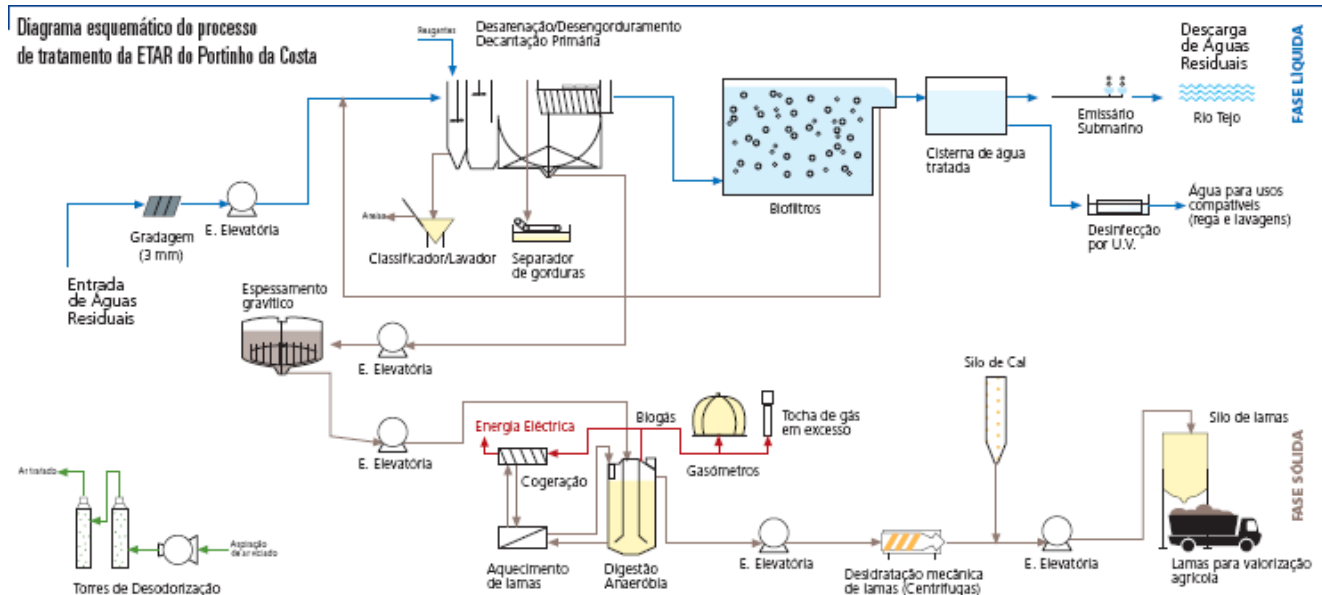 Diagrama esquemático do processo
de tratamento da ETAR do Portinho da Costa
Reagentes
Desarenação/Desengorduramento
Decantação Primária
Descarga
de Águas
Residuais
FASE LÍQUIDA
Emissário
Submarino
Rio Tejo
Cisterna de água
tratada
Biofiltros
Água para usos
compatíveis
(rega e lavagens)
Desinfecção
por U.V.
Gradagem
(3 mm)
E. Elevatória
Areias
Classificador/Lavador
Separador
de gorduras
Entrada
de Águas
Residuais
Espessamento
gravítico
E. Elevatória
Silo de Cal
Energia Eléctrica
Biogás
Tocha de gás
em excesso
Silo de lamas
E. Elevatória
Cogeração
Gasómetros
FASE SÓLIDA
Ar tratado
Aspiração
de ar viciado
Torres de Desodorização
Aquecimento
de lamas
Digestão
Anaeróbia
E. Elevatória
Desidratação mecânica
de lamas (Centrífugas)
E. Elevatória
Lamas para valorização
agrícola